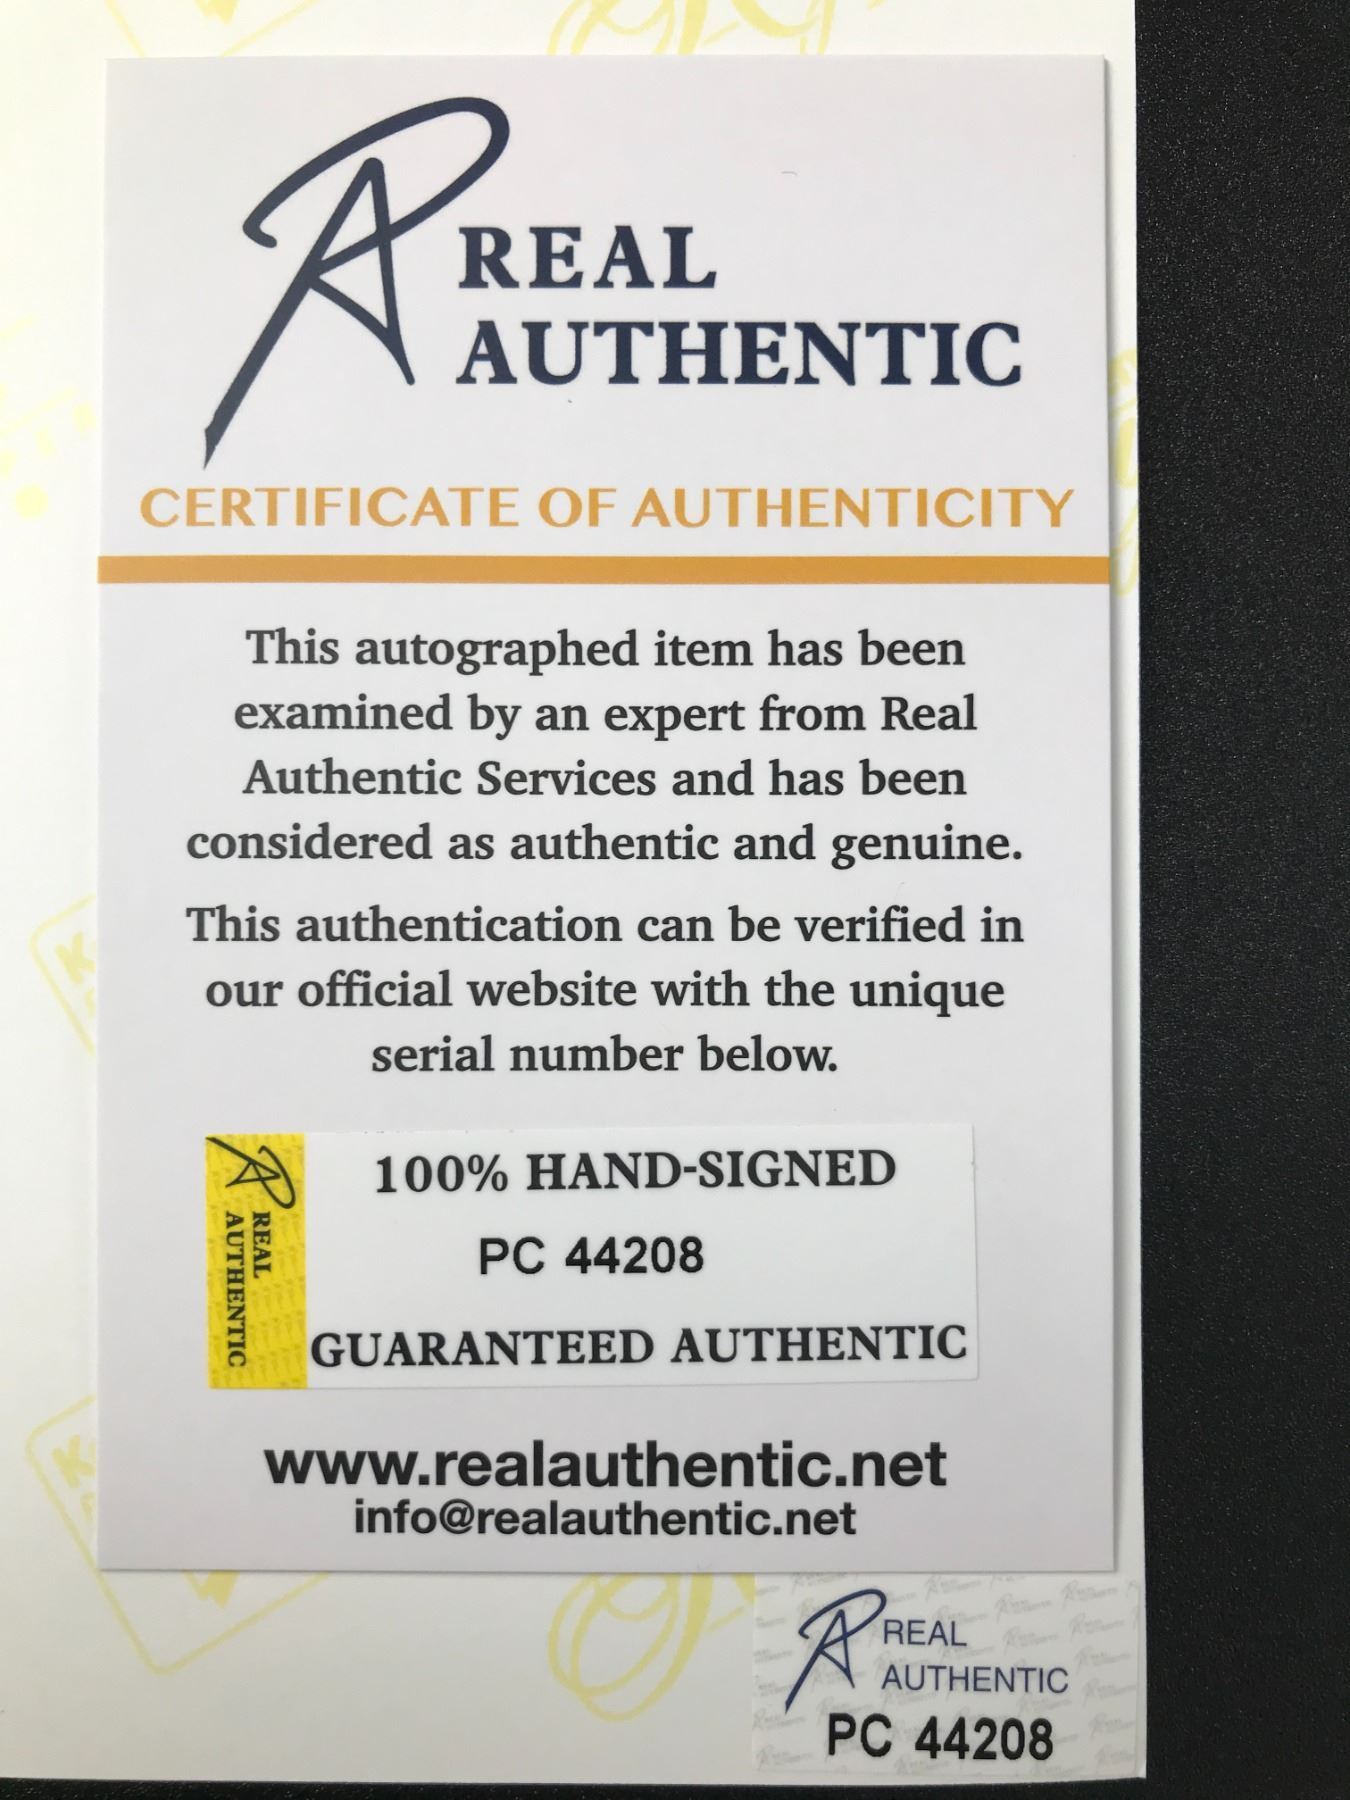 REAL
AUTHENTIC
CERTIFICATE OF AUTHENTICITY
This autographed item has been
examined by an expert from Real
Authentic Services and has been
considered as authentic and genuine.
This authentication can be verified in
our official website with the unique
serial number below.
REAL
AUTHENTIC
100% HAND-SIGNED
PC 44208
GUARANTEED AUTHENTIC
www.realauthentic.net
info@realauthentic.net
REAL
AUTHENTIC
PC 44208